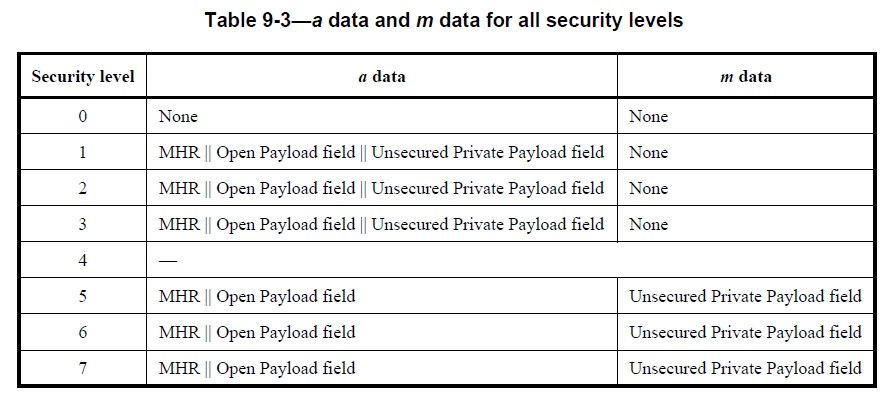 Table 9-3—a data and m data for all security levels
Security level a data m data
0 None None
1 MHR || Open Payload field || Unsecured Private Payload field None
2 MHR || Open Payload field || Unsecured Private Payload field None
3 MHR || Open Payload field || Unsecured Private Payload field None
4 —
5 MHR || Open Payload field Unsecured Private Payload field
6 MHR || Open Payload field Unsecured Private Payload field
7 MHR || Open Payload field Unsecured Private Payload field